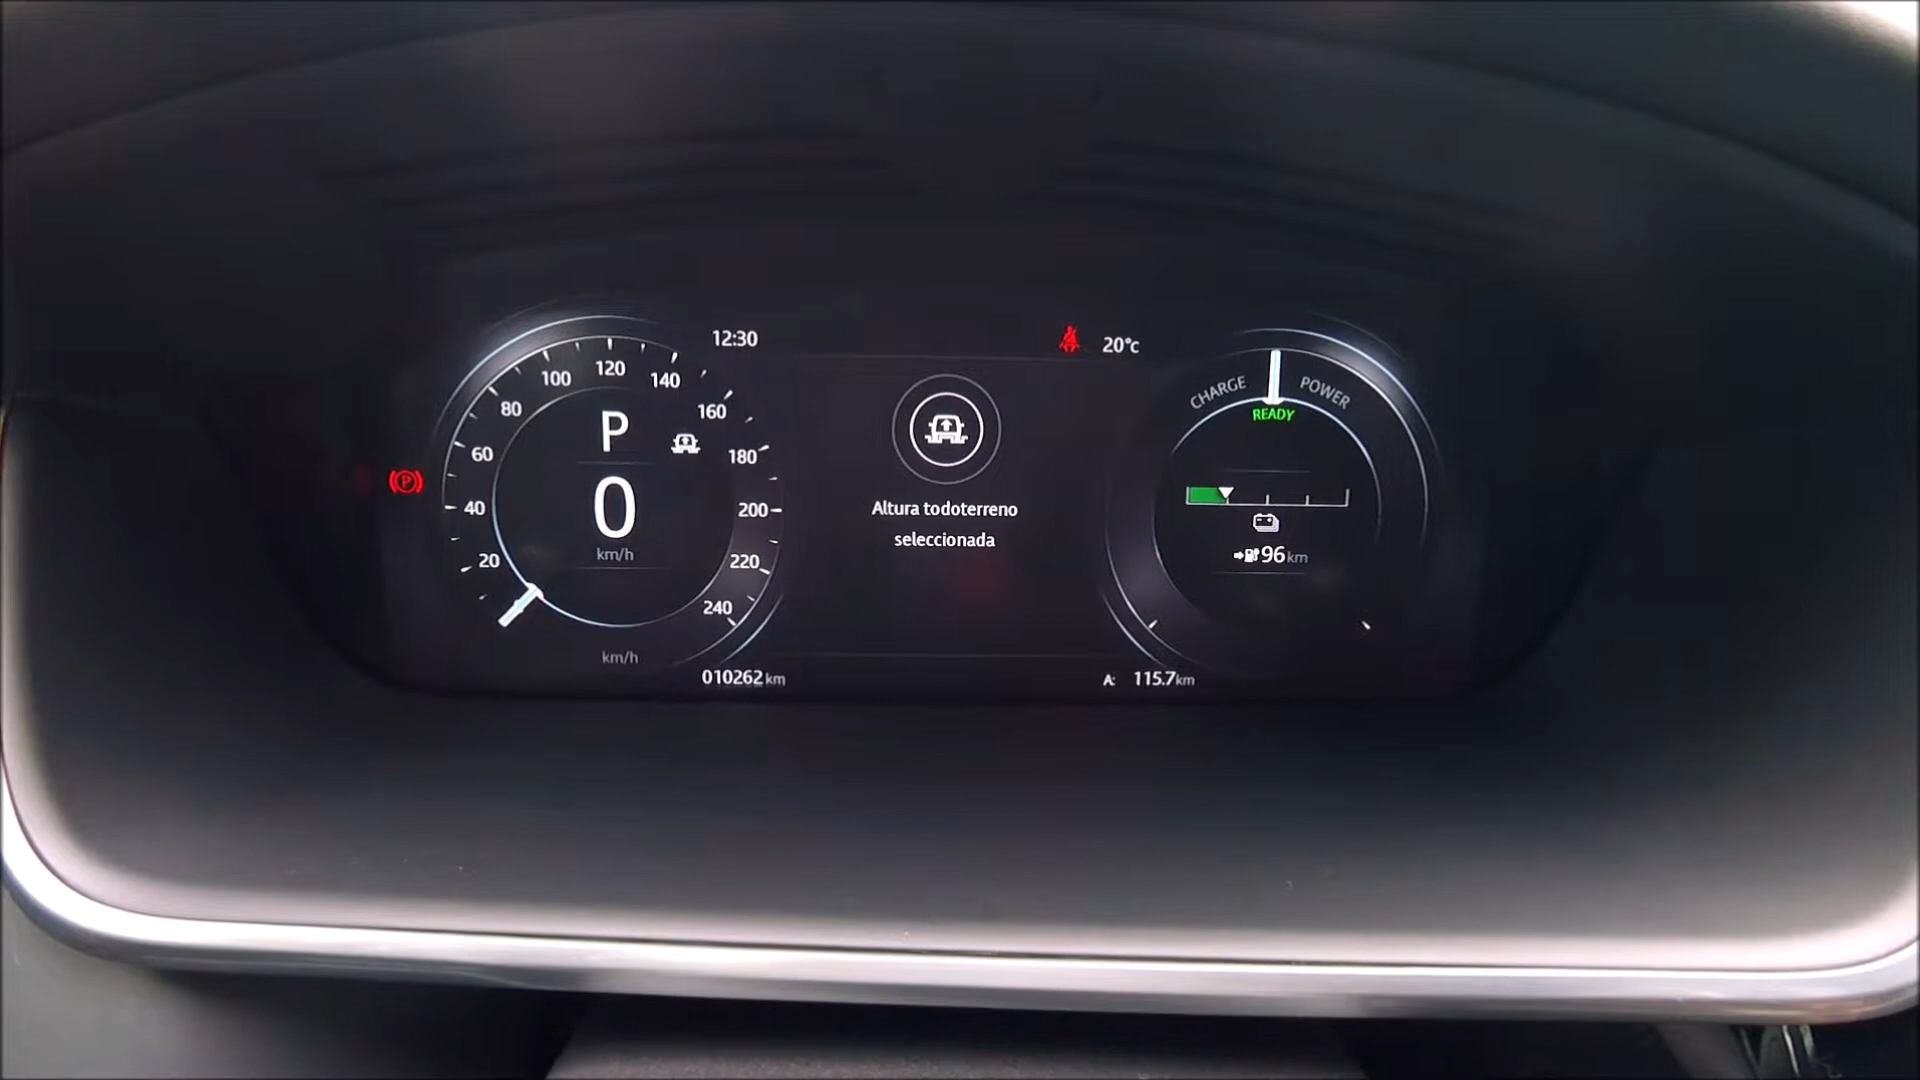 12:30
20°c
100
120
140
80
160
60
180
40
200
20
220
240
P
0
km/h
km/h
010262 km
Altura todoterreno
seleccionada
CHARGE
POWER
READY
96 km
A: 115.7 km
P